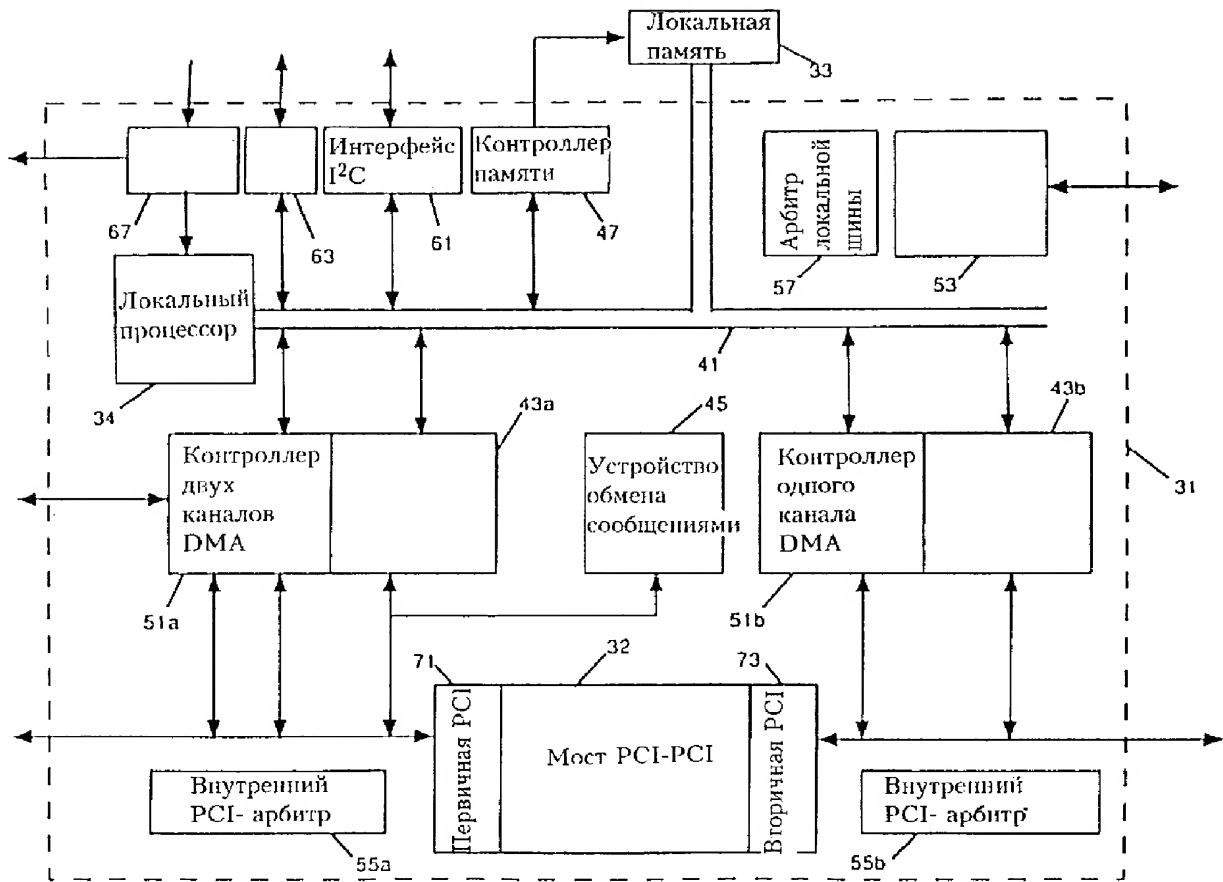 Локальная
память
33
Интерфейс
I²C
Контроллер
памяти
Арбитр
локальной
шины
67
63
61
47
57
53
Локальный
процессор
34
41
43a
45
43b
31
Контроллер
двух
каналов
DMA
Устройство
обмена
сообщениями
Контроллер
одного
канала
DMA
51a
51b
71
32
73
Первичная PCI
Мост PCI-PCI
Вторичная PCI
Внутренний
PCI- арбитр
Внутренний
PCI- арбитр
55a
55b